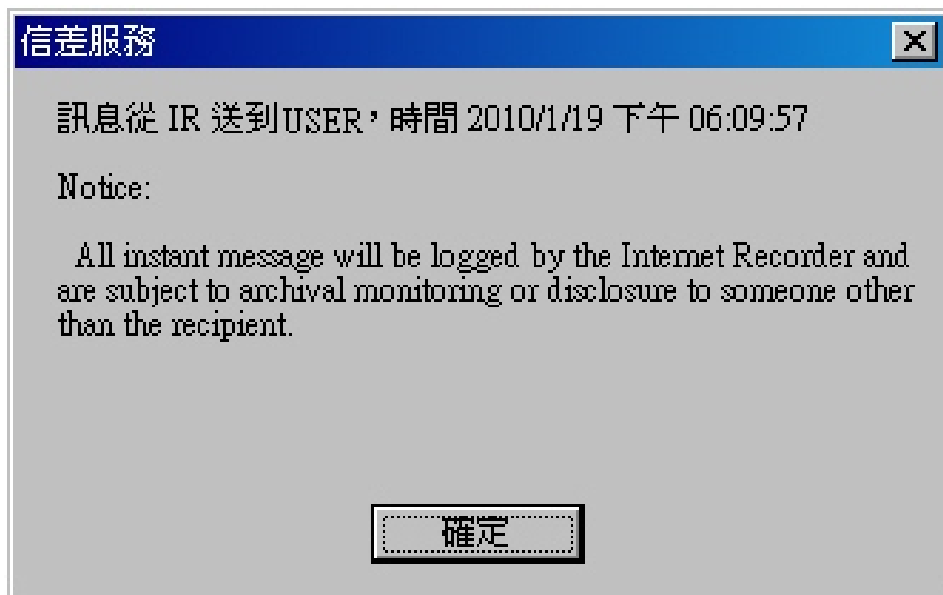 信差服務
訊息從 IR 送到USER,時間 2010/1/19 下午 06:09:57
Notice:
All instant message will be logged by the Internet Recorder and
are subject to archival monitoring or disclosure to someone other
than the recipient.
確定